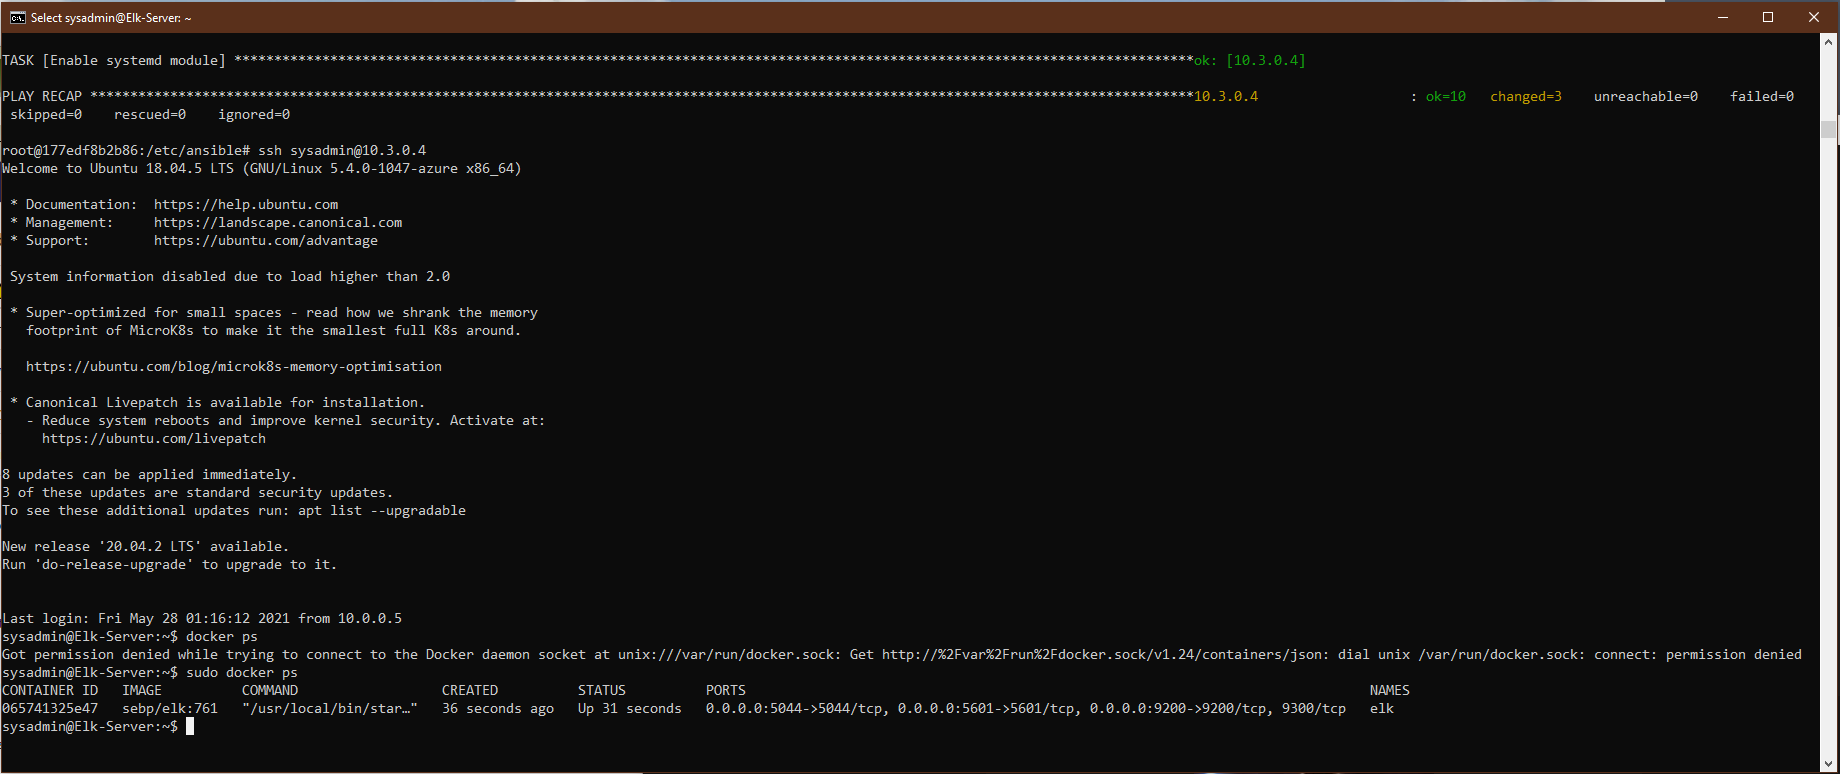 Select sysadmin@Elk-Server: ~
TASK [Enable systemd module] ************************************************************************************************************************ok: [10.3.0.4]
PLAY RECAP ******************************************************************************************************************************************10.3.0.4                   : ok=10   changed=3    unreachable=0    failed=0
 skipped=0    rescued=0    ignored=0
root@177edf8b2b86:/etc/ansible# ssh sysadmin@10.3.0.4
Welcome to Ubuntu 18.04.5 LTS (GNU/Linux 5.4.0-1047-azure x86_64)
 * Documentation:  https://help.ubuntu.com
 * Management:     https://landscape.canonical.com
 * Support:        https://ubuntu.com/advantage
 System information disabled due to load higher than 2.0
 * Super-optimized for small spaces - read how we shrank the memory
   footprint of MicroK8s to make it the smallest full K8s around.
   https://ubuntu.com/blog/microk8s-memory-optimisation
 * Canonical Livepatch is available for installation.
   - Reduce system reboots and improve kernel security. Activate at:
     https://ubuntu.com/livepatch
8 updates can be applied immediately.
3 of these updates are standard security updates.
To see these additional updates run: apt list --upgradable
New release '20.04.2 LTS' available.
Run 'do-release-upgrade' to upgrade to it.
Last login: Fri May 28 01:16:12 2021 from 10.0.0.5
sysadmin@Elk-Server:~$ docker ps
Got permission denied while trying to connect to the Docker daemon socket at unix:///var/run/docker.sock: Get http://%2Fvar%2Frun%2Fdocker.sock/v1.24/containers/json: dial unix /var/run/docker.sock: connect: permission denied
sysadmin@Elk-Server:~$ sudo docker ps
CONTAINER ID   IMAGE          COMMAND                  CREATED          STATUS          PORTS                                                                              NAMES
065741325e47   sebp/elk:761   "/usr/local/bin/star…"   36 seconds ago   Up 31 seconds   0.0.0.0:5044->5044/tcp, 0.0.0.0:5601->5601/tcp, 0.0.0.0:9200->9200/tcp, 9300/tcp   elk
sysadmin@Elk-Server:~$